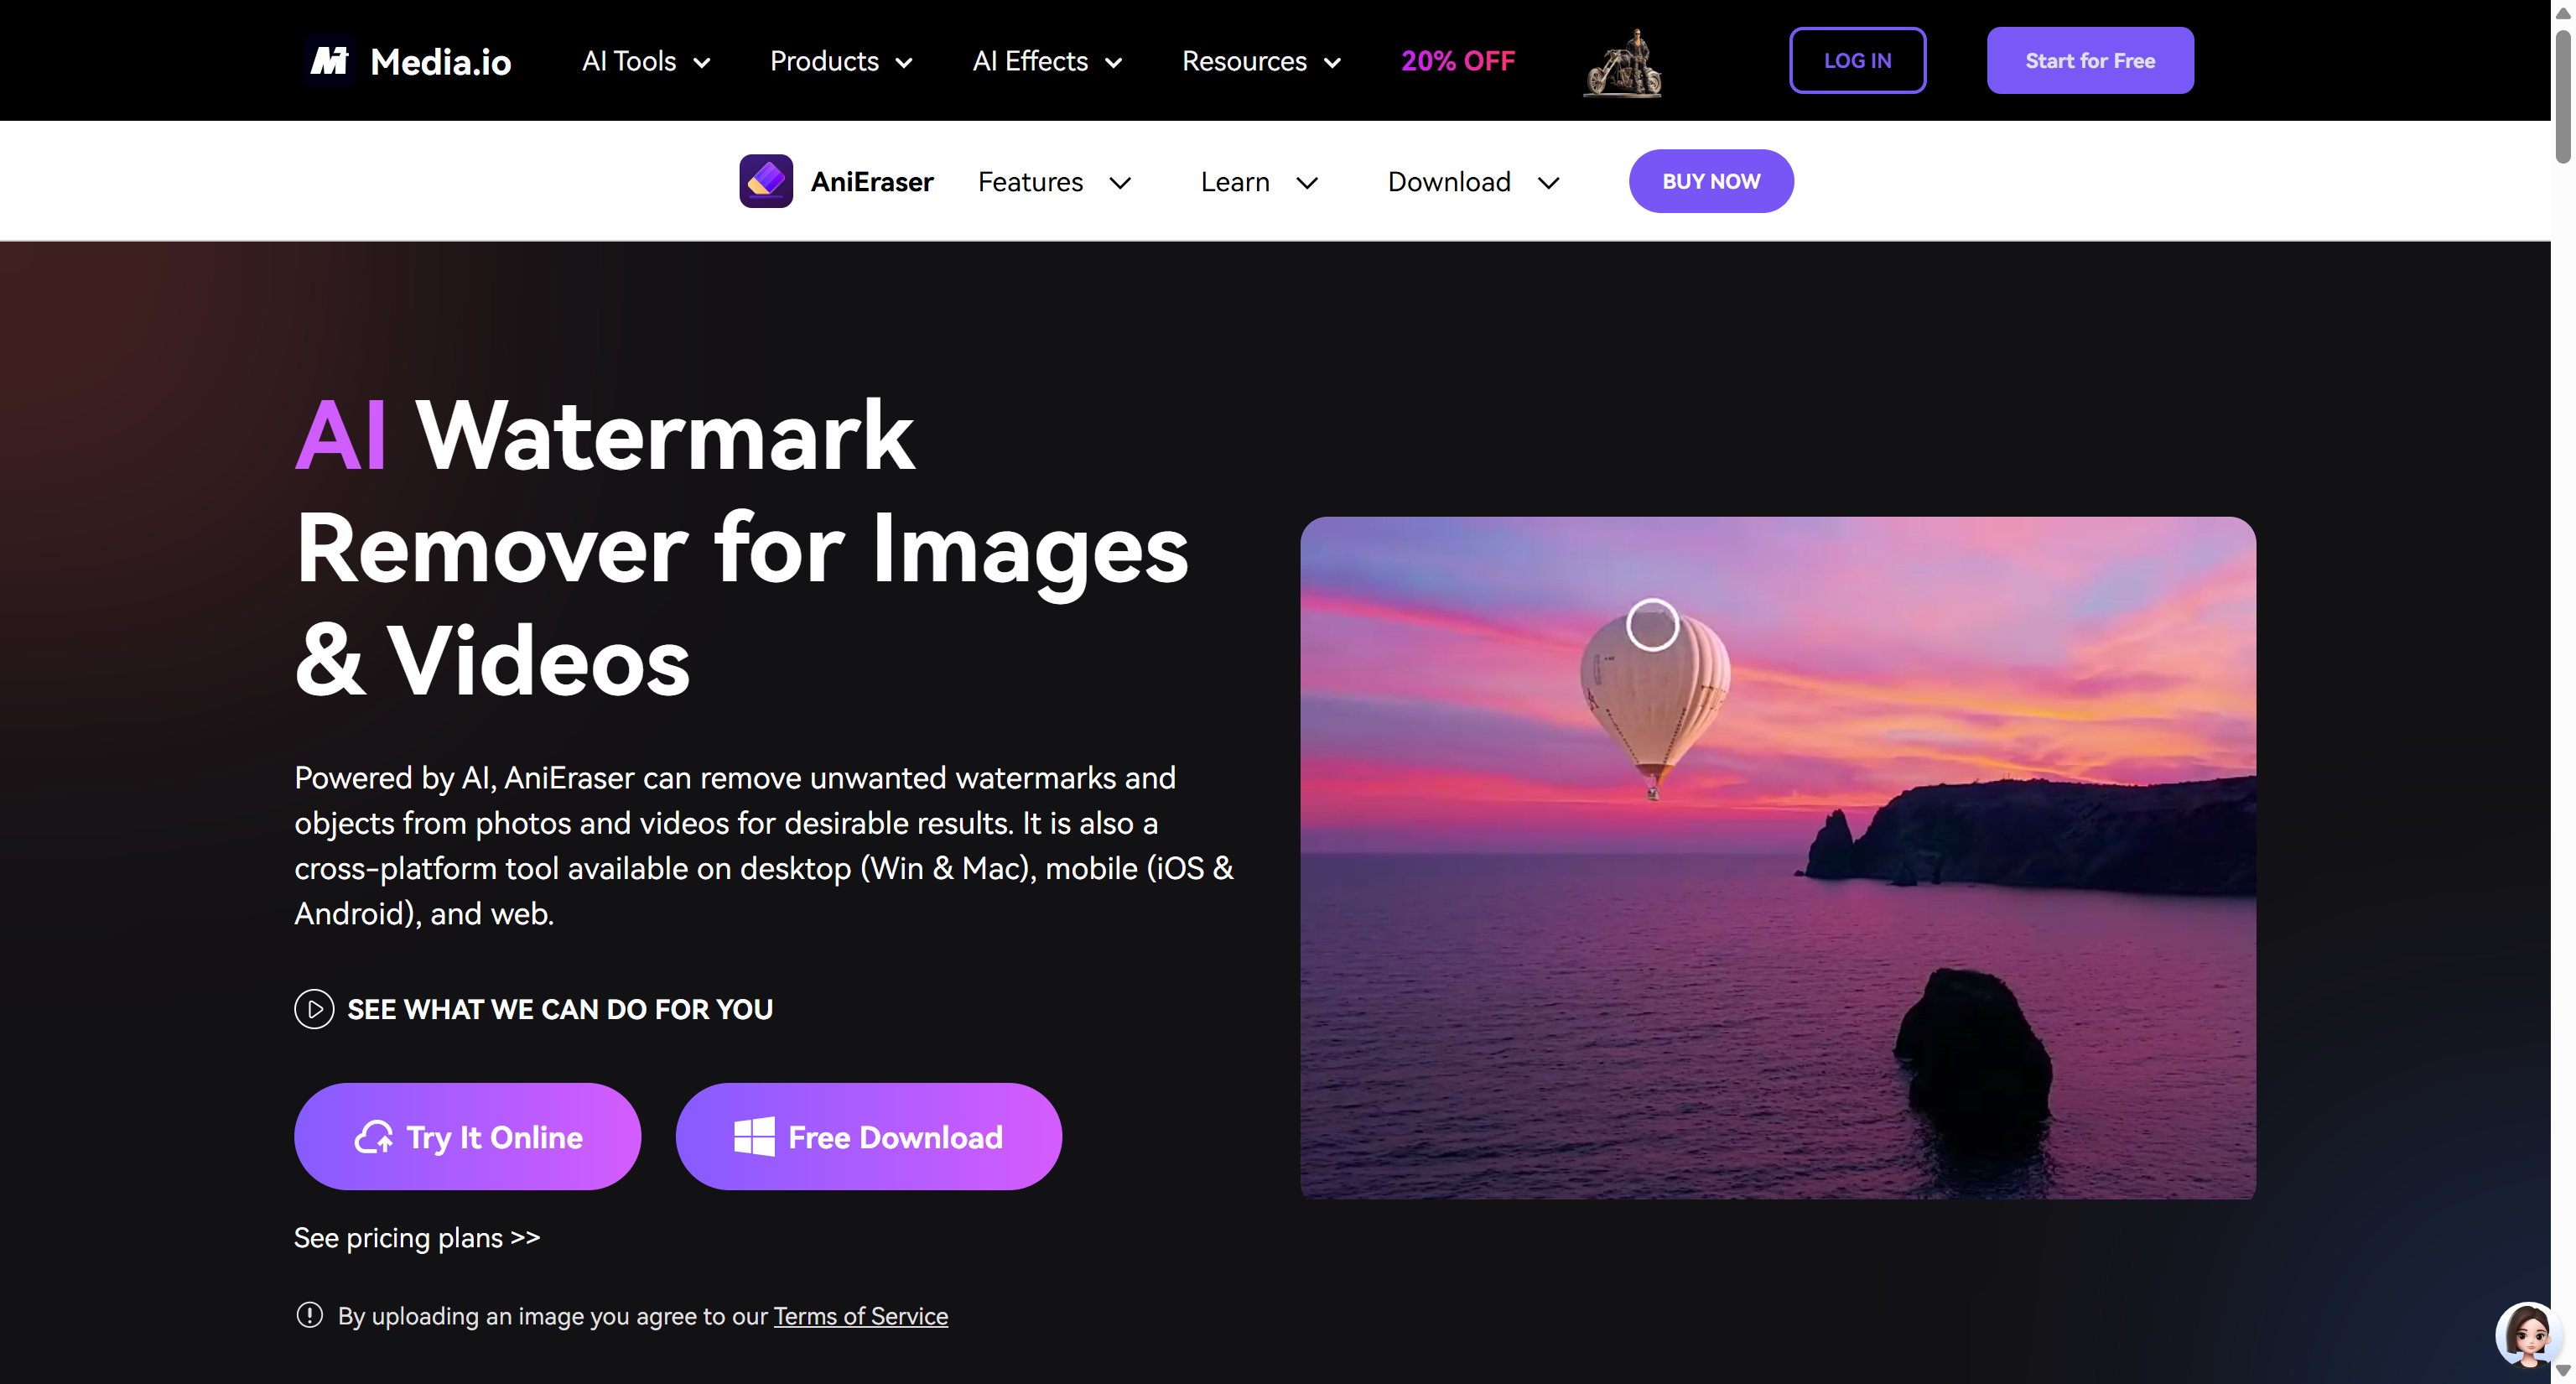 Media.io
AI Tools
Products
AI Effects
Resources
20% OFF
LOG IN
Start for Free
AniEraser
Features
Learn
Download
BUY NOW
AI Watermark
Remover for Images
& Videos
Powered by AI, AniEraser can remove unwanted watermarks and
objects from photos and videos for desirable results. It is also a
cross-platform tool available on desktop (Win & Mac), mobile (iOS &
Android), and web.
SEE WHAT WE CAN DO FOR YOU
Try It Online
Free Download
See pricing plans >>
By uploading an image you agree to our Terms of Service